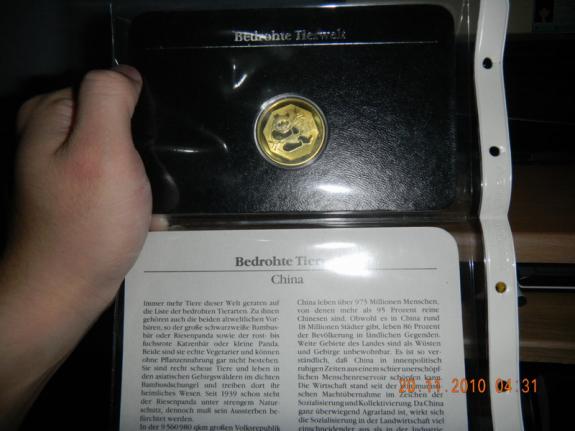 Bedrohte Tierwelt
Bedrohte
China
Immer mehr Tiere dieser Welt geraten auf
die Liste der bedrohten Tierarten. Zu ihnen
gehören auch die beiden altweltlichen Vor-
bären, so der große schwarzweiße Bambus-
bär oder Riesenpanda sowie der rost- bis
fuchsrote Katzenbär oder kleine Panda.
Beide sind echte Vegetarier und können
ohne Pflanzennahrung gar nicht bestehen.
Sie sind recht scheue Tiere und leben in
den asiatischen Gebirgswäldern im dichten
Bambusdschungel und treiben dort ihr
heimliches Wesen. Seit 1939 schon steht
der Riesenpanda unter strengem Natur-
schutz, dennoch muß sein Aussterben be-
fürchtet werden.
In der 9 560 980 qkm großen Volksrepublik
China leben über 975 Millionen Menschen,
von denen mehr als 95 Prozent reine
Chinesen sind. Obwohl es in China rund
18 Millionen Städter gibt, leben 86 Prozent
der Bevölkerung in ländlichen Gegenden.
Weite Gebiete des Landes sind als Wüsten
und Gebirge unbewohnbar. Es ist so ver-
ständlich, daß China in innenpolitisch
ruhigen Zeiten aus einem schier unerschöpf-
lichen Menschenreservoir schöpfen kann.
Die Wirtschaft stand seit der
schen Machtübernahme im Zeichen der
Sozialisierung und Kollektivierung. Da China
ganz überwiegend Agrarland ist, wirkt sich
die Sozialisierung in der Landwirtschaft viel
einschneidender aus als in der Industrie
20.11.2010 04:31